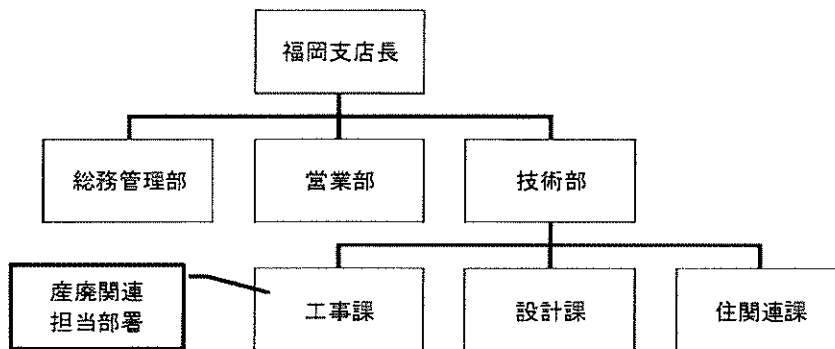 福岡支店長
総務管理部
営業部
技術部
産廃関連
担当部署
工事課
設計課
住関連課